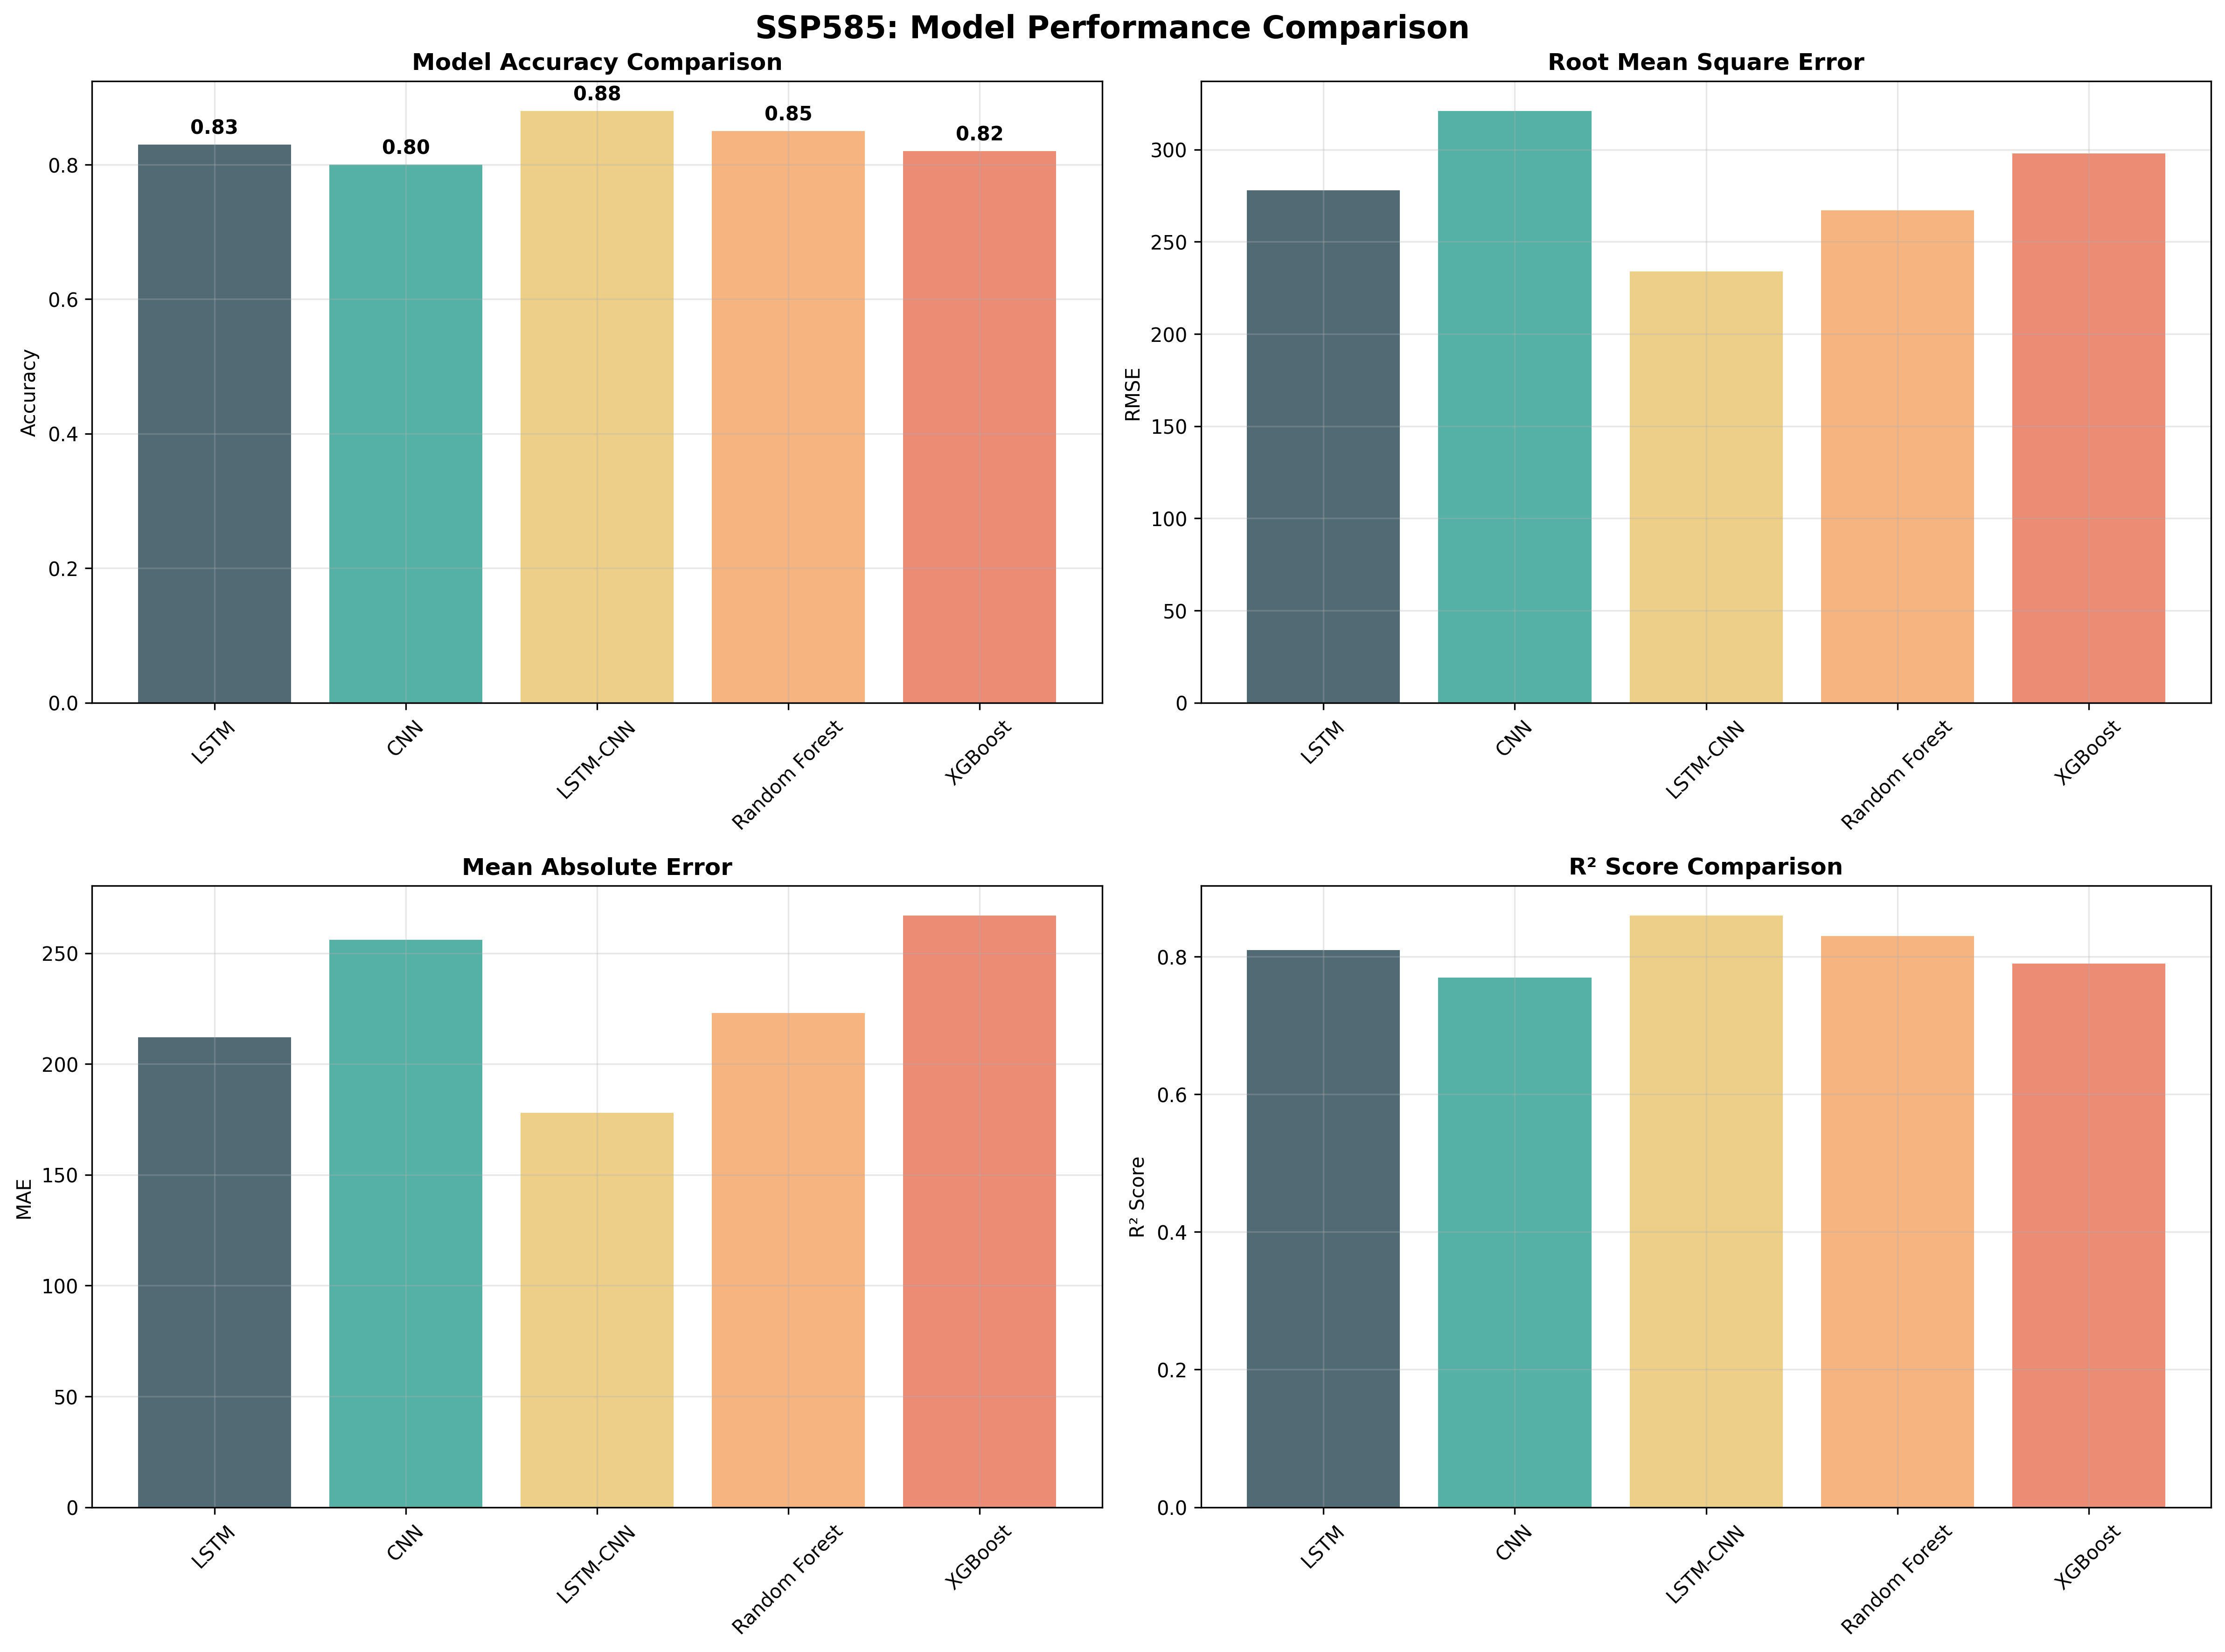 SSP585: Model Performance Comparison
Model Accuracy Comparison
Accuracy
0.8
0.6
0.4
0.2
0.0
0.83
0.80
0.88
0.85
0.82
LSTM
CNN
LSTM-CNN
Random Forest
XGBoost
Root Mean Square Error
RMSE
300
250
200
150
100
50
0
LSTM
CNN
LSTM-CNN
Random Forest
XGBoost
Mean Absolute Error
MAE
250
200
150
100
50
0
LSTM
CNN
LSTM-CNN
Random Forest
XGBoost
R² Score Comparison
R² Score
0.8
0.6
0.4
0.2
0.0
LSTM
CNN
LSTM-CNN
Random Forest
XGBoost